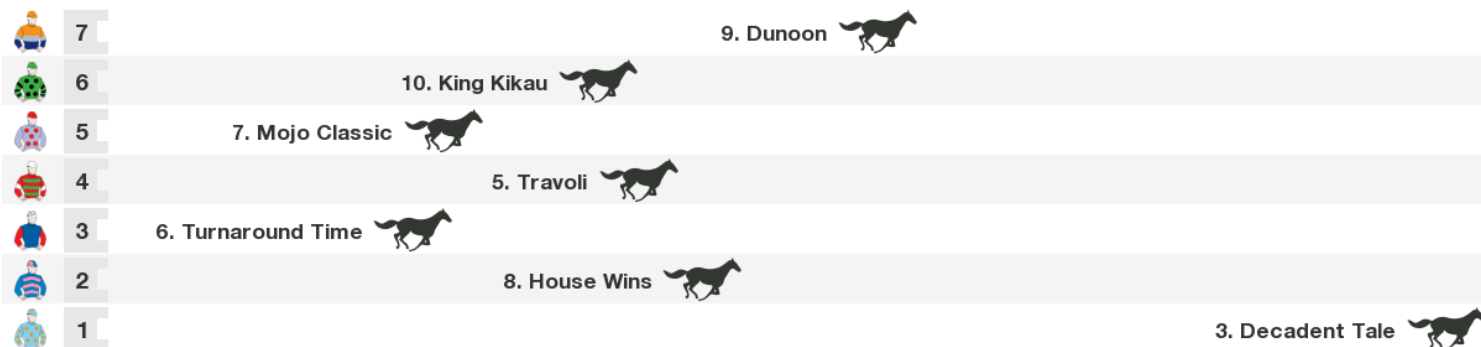 7 9. Dunoon
6 10. King Kikau
5 7. Mojo Classic
4 5. Travoli
3 6. Turnaround Time
2 8. House Wins
1 3. Decadent Tale